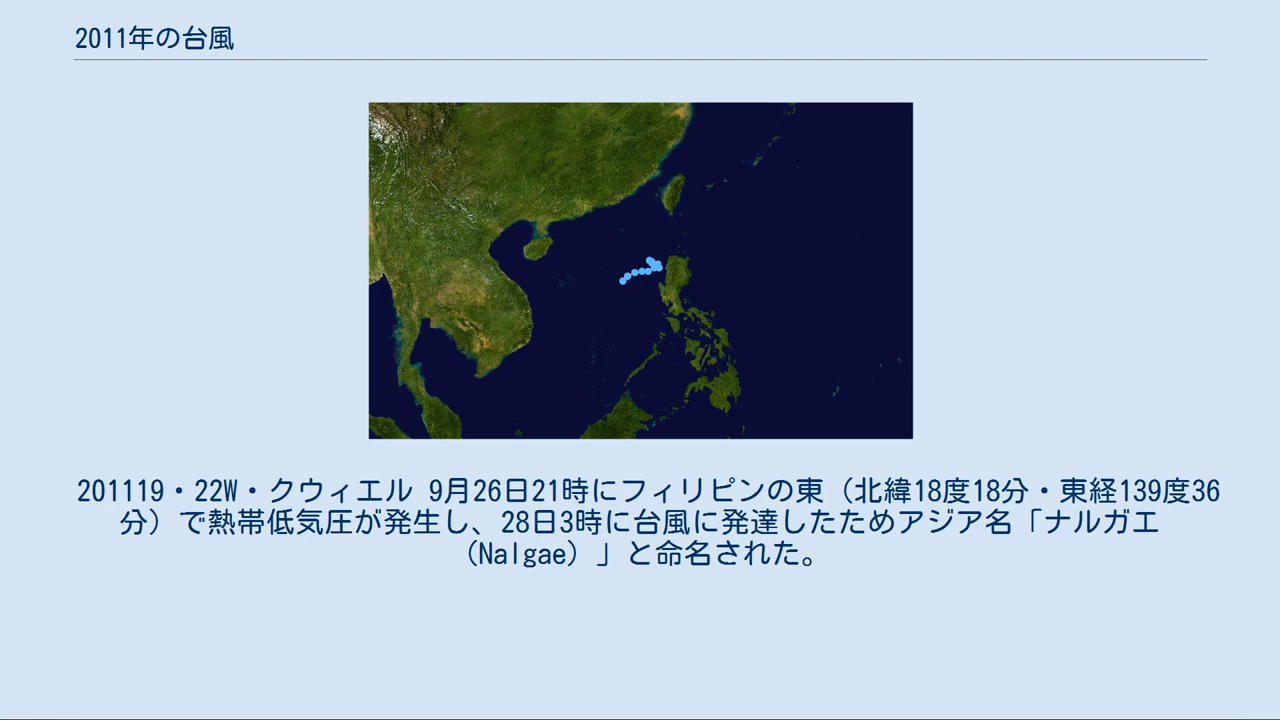 2011年の台風
201119・22W・クウィエル 9月26日21時にフィリピンの東（北緯18度18分・東経139度36
分）で熱帯低気圧が発生し、28日3時に台風に発達したためアジア名「ナルガエ
（Nalgae）」と命名された。